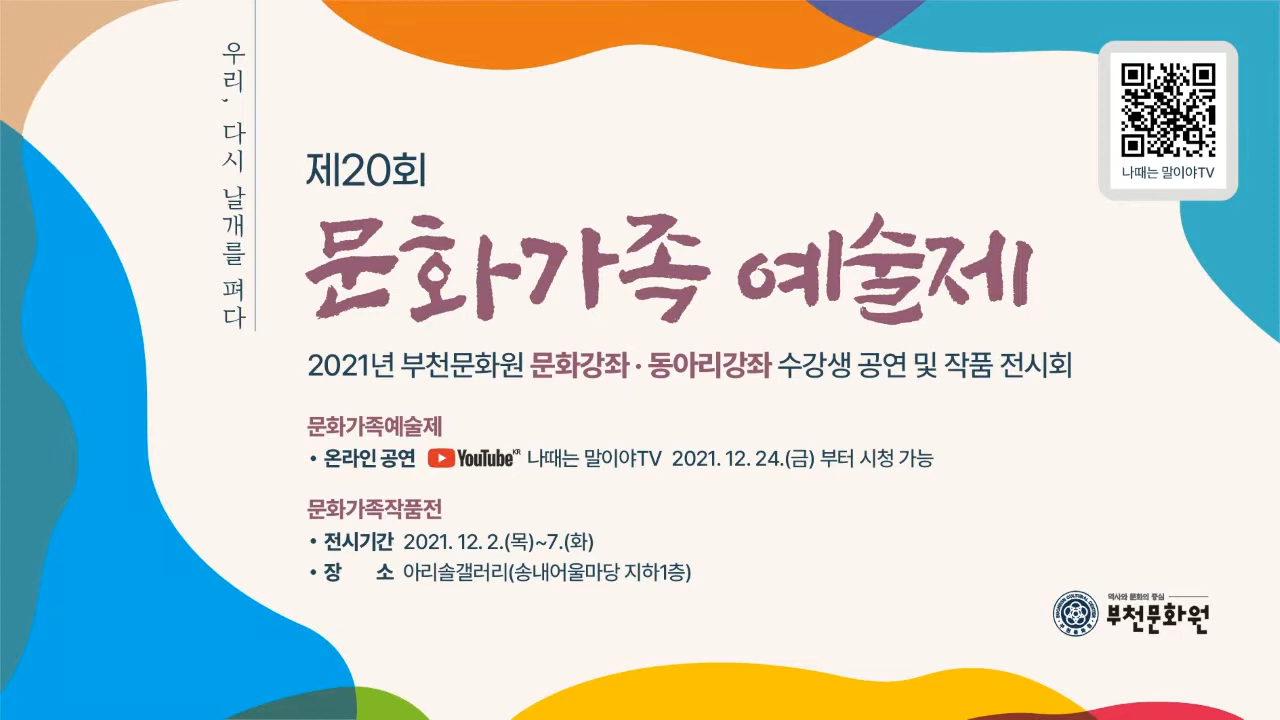 우리, 다시 날개를 펴다
나때는 말이야TV
제20회
문화가족 예술제
2021년 부천문화원 문화강좌 · 동아리강좌 수강생 공연 및 작품 전시회
문화가족예술제
• 온라인 공연 YouTube KR 나때는 말이야TV 2021. 12. 24.(금) 부터 시청 가능
문화가족작품전
• 전시기간 2021. 12. 2.(목)~7.(화)
• 장 소 아리솔갤러리(송내어울마당 지하1층)
역사와 문화의 중심
부천문화원